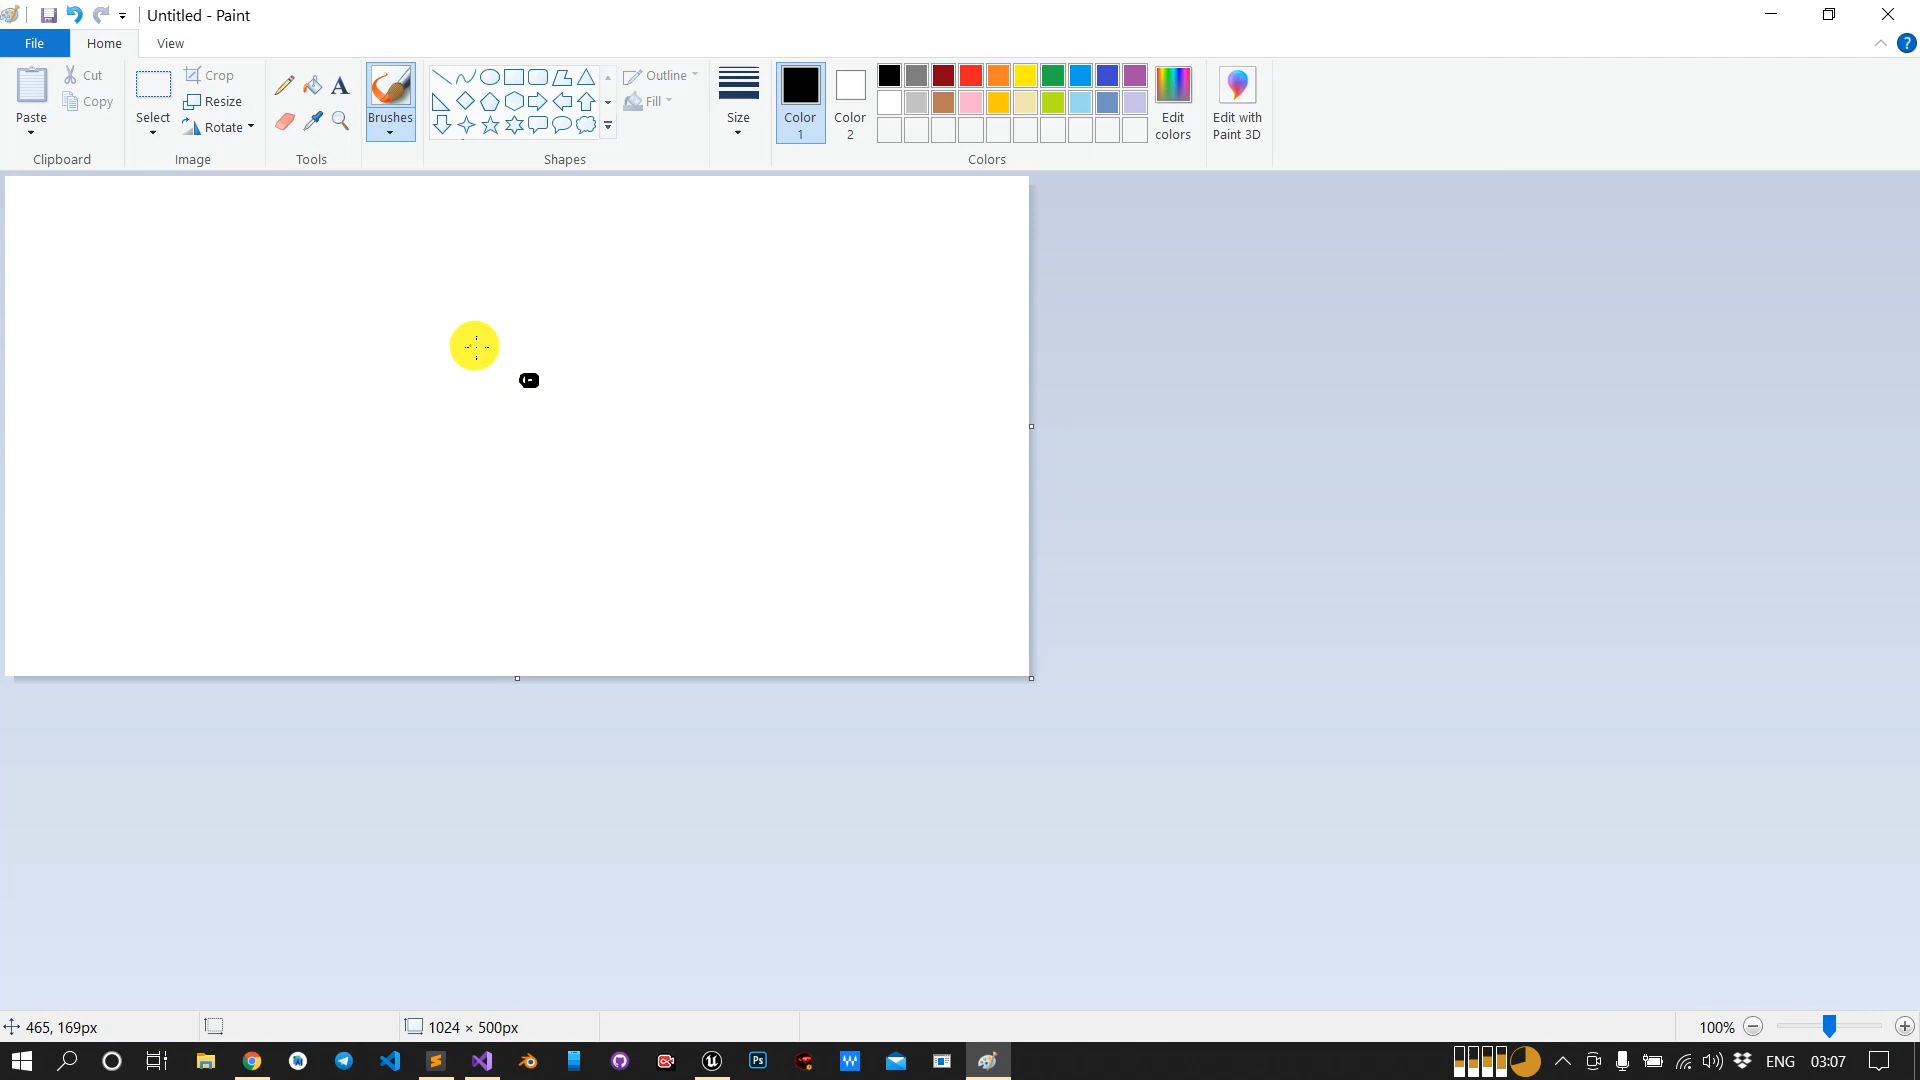 Untitled - Paint
File
Home
View
?
Paste
Cut
Copy
Clipboard
Select
Crop
Resize
Rotate
Image
A
Tools
Brushes
Outline
Fill
Shapes
Size
Color
1
Color
2
Edit
colors
Colors
Edit with
Paint 3D
465, 169px
1024 × 500px
100%
Ps
W
ENG
03:07